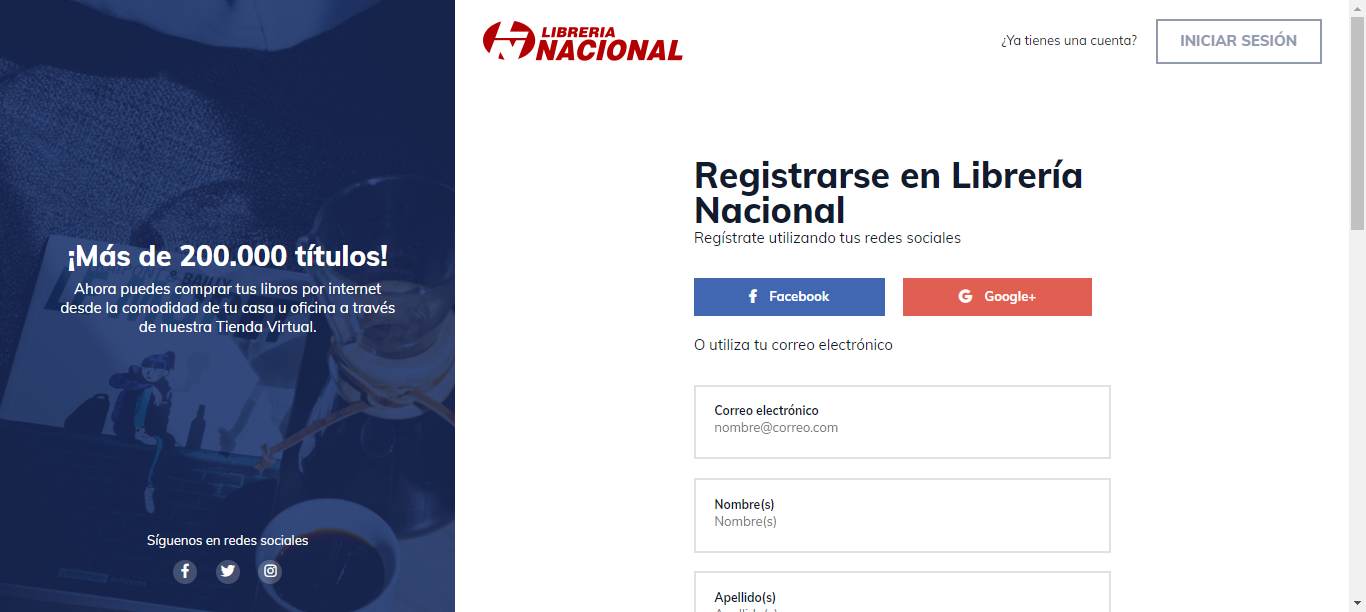 ¡Más de 200.000 títulos!
Ahora puedes comprar tus libros por internet
desde la comodidad de tu casa u oficina a través
de nuestra Tienda Virtual.
Síguenos en redes sociales
LIBRERIA
NACIONAL
¿Ya tienes una cuenta?
INICIAR SESIÓN
Registrarse en Librería
Nacional
Regístrate utilizando tus redes sociales
Facebook
Google+
O utiliza tu correo electrónico
Correo electrónico
nombre@correo.com
Nombre(s)
Nombre(s)
Apellido(s)